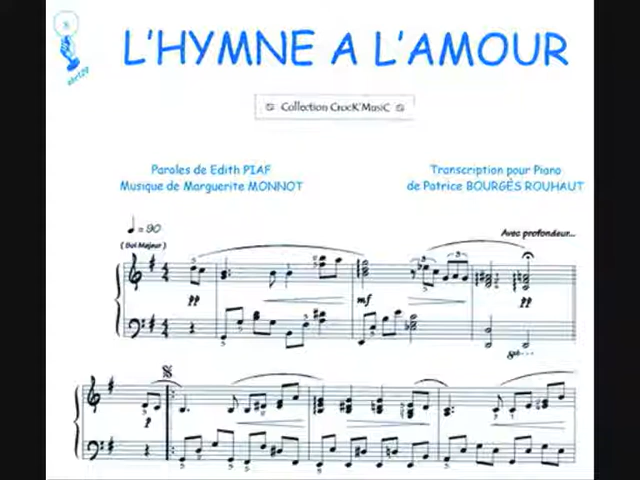 L'HYMNE A L'AMOUR
Collection CrocK'MusiC
Paroles de Edith PIAF
Musique de Marguerite MONNOT
Transcription pour Piano
de Patrice BOURGÈS ROUHAUT
♩ = 90
(Sol Majeur)
Avec profondeur...
pp
mf
pp
8va---
p